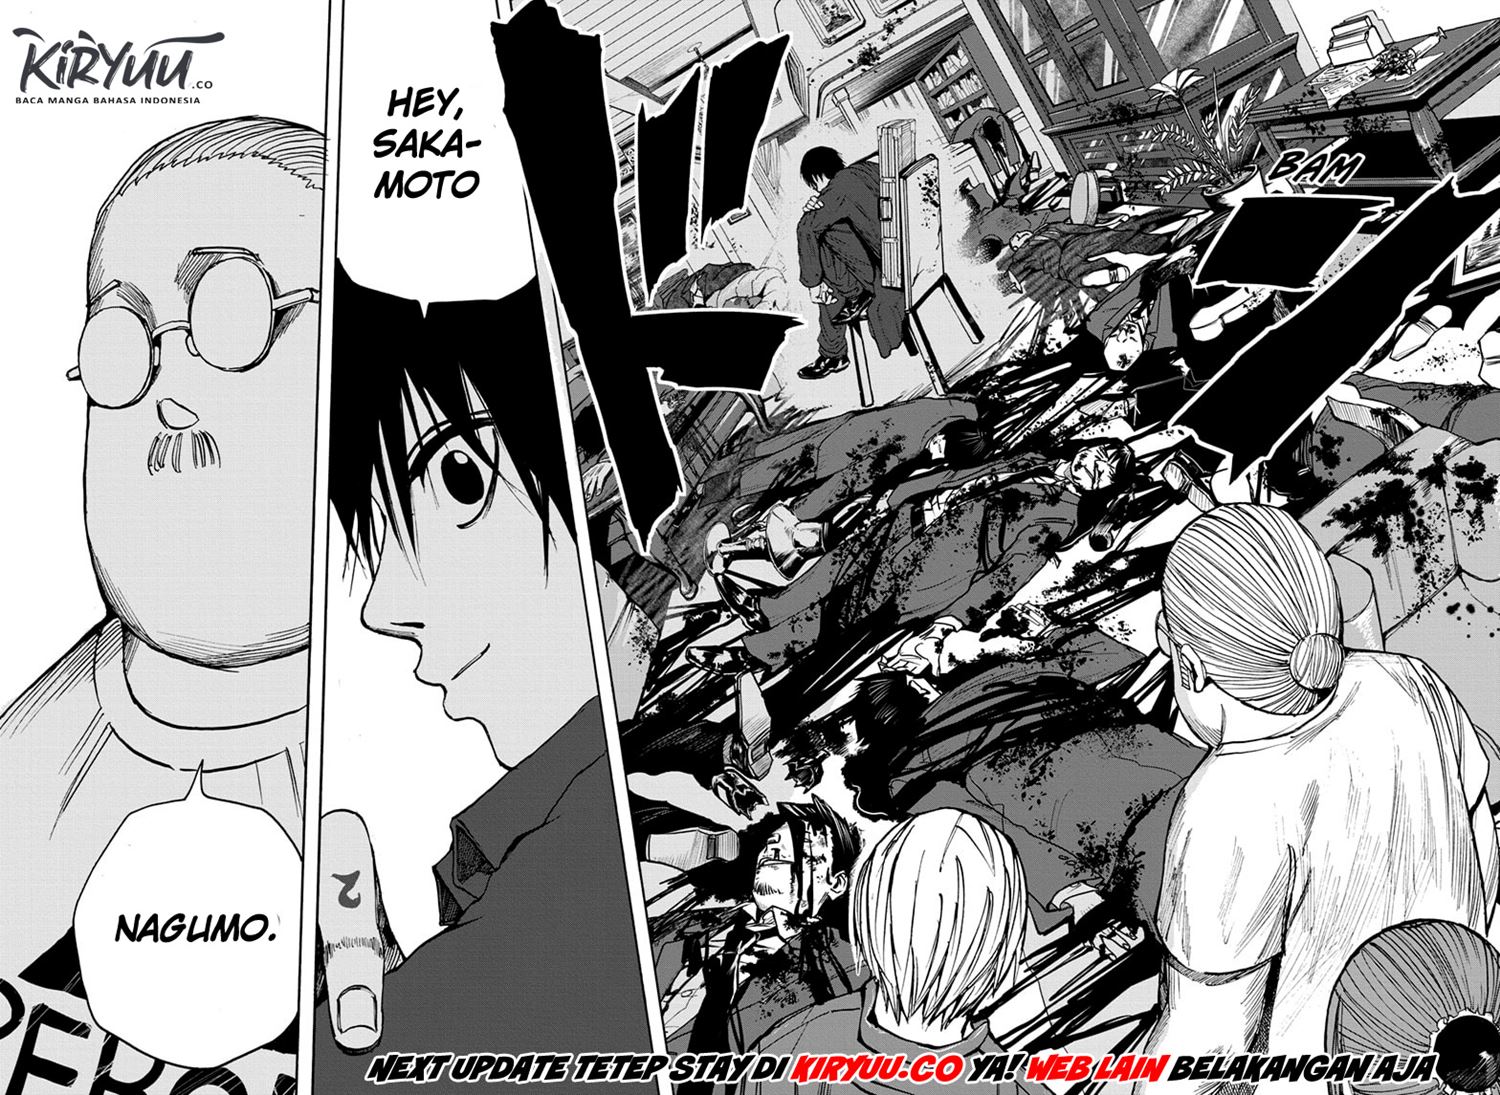 KIRYUU.CO
BACA MANGA BAHASA INDONESIA
BAM
HEY,
SAKA-
MOTO
NAGUMO.
2
NEXT UPDATE TETEP STAY DI KIRYUU.CO YA! WEB LAIN BELAKANGAN AJA